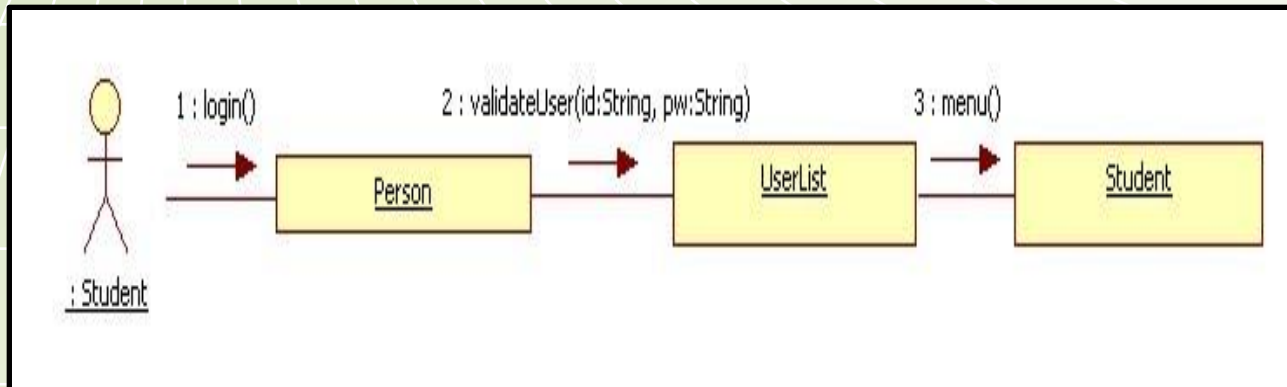 1 : login()
2 : validateUser(id:String, pw:String)
3 : menu()
Person
UserList
Student
: Student